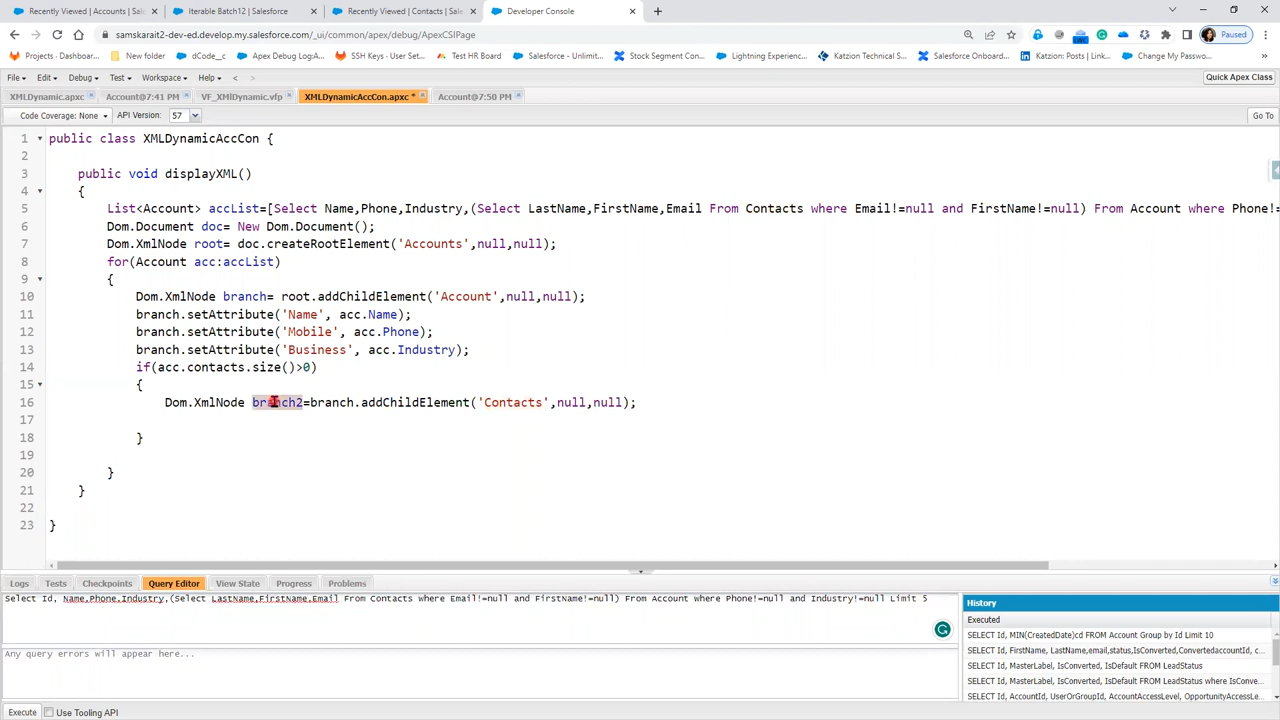 Recently Viewed | Accounts | Sal
Iterable Batch12 | Salesforce
Recently Viewed | Contacts | Sale
Developer Console
samskarait2-dev-ed.develop.my.salesforce.com/_ui/common/apex/debug/ApexCSIPage
Paused
Projects - Dashboar...
New folder
dCode__c
Apex Debug Log:A...
SSH Keys | User Set...
Test HR Board
Salesforce - Unlimit...
Stock Segment Con...
Lightning Experienc...
Katzion Technical S...
Salesforce Onboard...
Katzion: Posts | Link...
Change My Passwo...
File
Edit
Debug
Test
Workspace
Help
<
>
Quick Apex Class
XMLDynamic.apxc
Account@7:41 PM
VF_XMlDynamic.vfp
XMLDynamicAccCon.apxc *
Account@7:50 PM
Code Coverage: None
API Version:
57
Go To
1 public class XMLDynamicAccCon {
2
3 public void displayXML()
4 {
5 List<Account> accList=[Select Name,Phone,Industry,(Select LastName,FirstName,Email From Contacts where Email!=null and FirstName!=null) From Account where Phone!=
6 Dom.Document doc= New Dom.Document();
7 Dom.XmlNode root= doc.createRootElement('Accounts',null,null);
8 for(Account acc:accList)
9 {
10 Dom.XmlNode branch= root.addChildElement('Account',null,null);
11 branch.setAttribute('Name', acc.Name);
12 branch.setAttribute('Mobile', acc.Phone);
13 branch.setAttribute('Business', acc.Industry);
14 if(acc.contacts.size()>0)
15 {
16 Dom.XmlNode branch2=branch.addChildElement('Contacts',null,null);
17
18 }
19
20 }
21 }
22
23 }
Logs
Tests
Checkpoints
Query Editor
View State
Progress
Problems
Select Id, Name,Phone,Industry,(Select LastName,FirstName,Email From Contacts where Email!=null and FirstName!=null) From Account where Phone!=null and Industry!=null Limit 5
Any query errors will appear here...
History
Executed
SELECT Id, MIN(CreatedDate)cd FROM Account Group by Id Limit 10
SELECT Id, FirstName, LastName,email,status,IsConverted,ConvertedaccountId, c...
SELECT Id, MasterLabel, IsConverted, IsDefault FROM LeadStatus
SELECT Id, MasterLabel, IsConverted, IsDefault FROM LeadStatus where IsConve...
SELECT Id, AccountId, UserOrGroupId, AccountAccessLevel, OpportunityAccessLe...
Execute
Use Tooling API